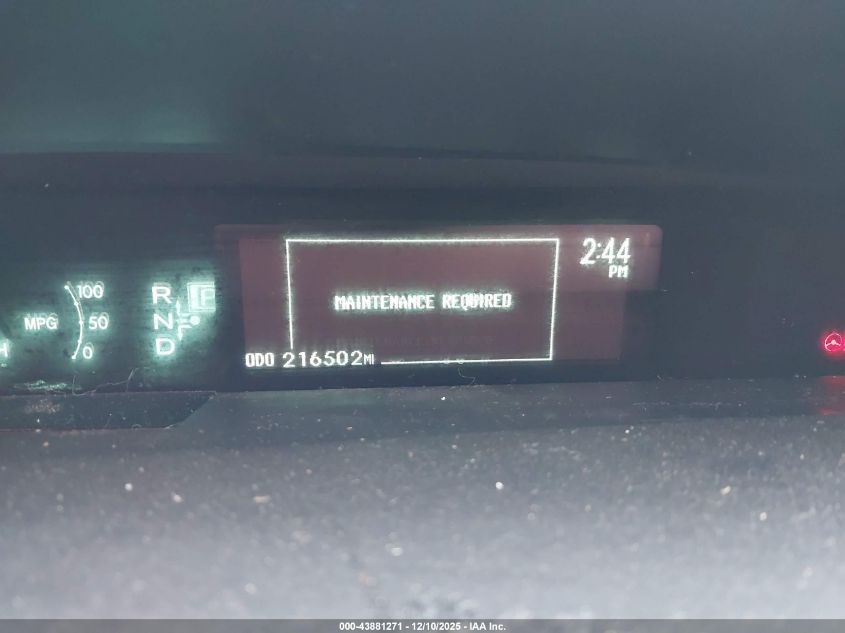 2:44
PM
100
MPG 50
0
H
R P
N
D
MAINTENANCE REQUIRED
ODO 216502MI
000-43881271 - 12/10/2025 - IAA Inc.